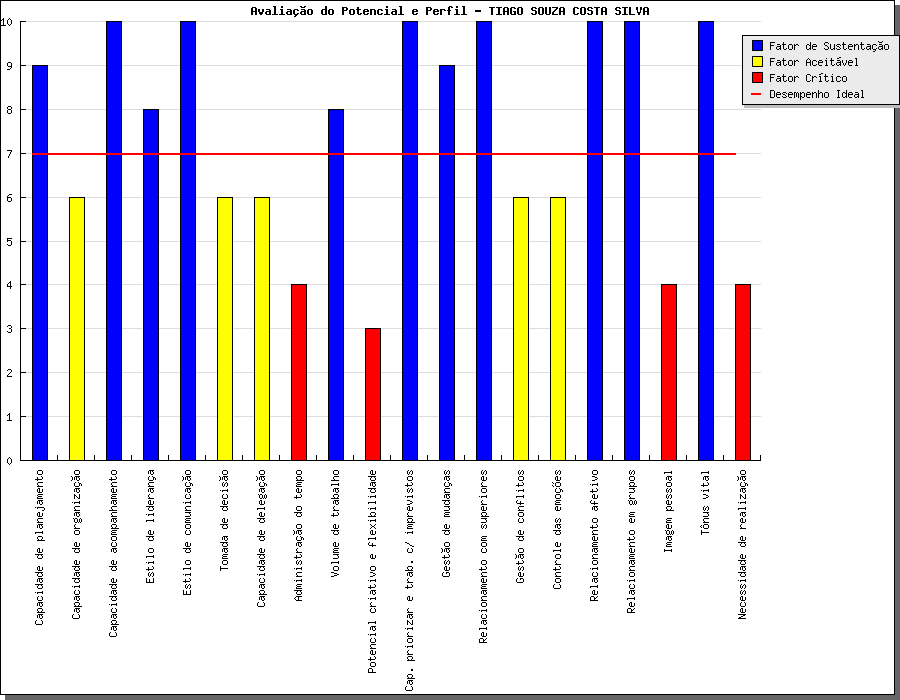 Avaliação do Potencial e Perfil - TIAGO SOUZA COSTA SILVA
10
9
8
7
6
5
4
3
2
1
0
Fator de Sustentação
Fator Aceitável
Fator Crítico
Desempenho Ideal
Capacidade de planejamento
Capacidade de organização
Capacidade de acompanhamento
Estilo de liderança
Estilo de comunicação
Tomada de decisão
Capacidade de delegação
Administração do tempo
Volume de trabalho
Potencial criativo e flexibilidade
Cap. priorizar e trab. c/ imprevistos
Gestão de mudanças
Relacionamento com superiores
Gestão de conflitos
Controle das emoções
Relacionamento afetivo
Relacionamento em grupos
Imagem pessoal
Tônus vital
Necessidade de realização